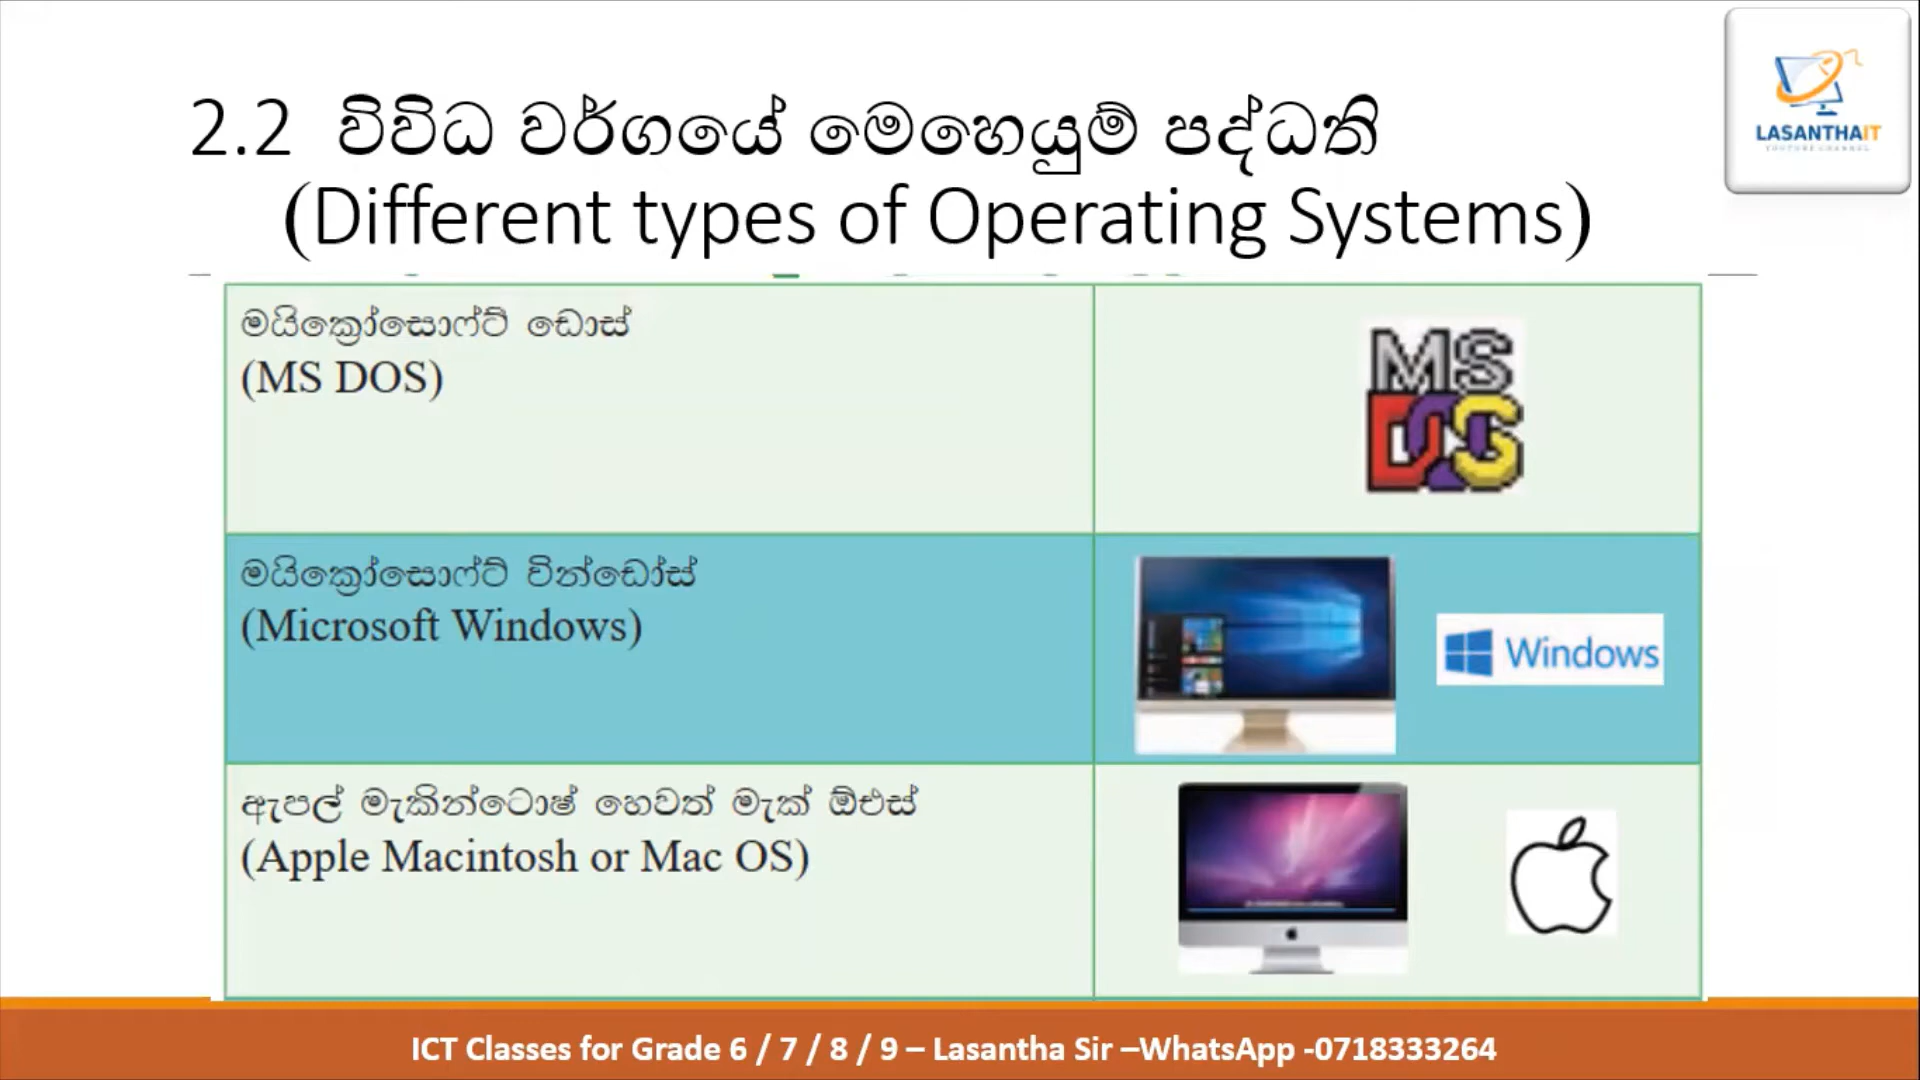 LASANTHAIT
YOUTUBE CHANNEL
2.2 විවිධ වර්ගයේ මෙහෙයුම් පද්ධති
(Different types of Operating Systems)
මයික්‍රෝසොෆ්ට් ඩොස්
(MS DOS)
MS
DOS
මයික්‍රෝසොෆ්ට් වින්ඩෝස්
(Microsoft Windows)
Windows
ඇපල් මැකින්ටොෂ් හෙවත් මැක් ඕඑස්
(Apple Macintosh or Mac OS)
ICT Classes for Grade 6 / 7 / 8 / 9 – Lasantha Sir –WhatsApp -0718333264